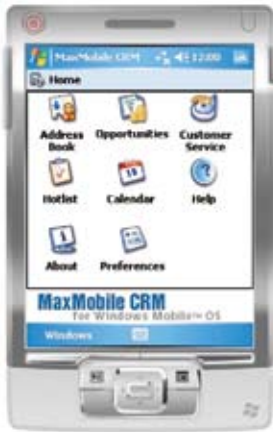 MaxMobile CRM 12:00
Home
Address Book
Opportunities
Customer Service
Hotlist
Calendar
Help
About
Preferences
MaxMobile CRM
for Windows Mobile™ OS
Windows